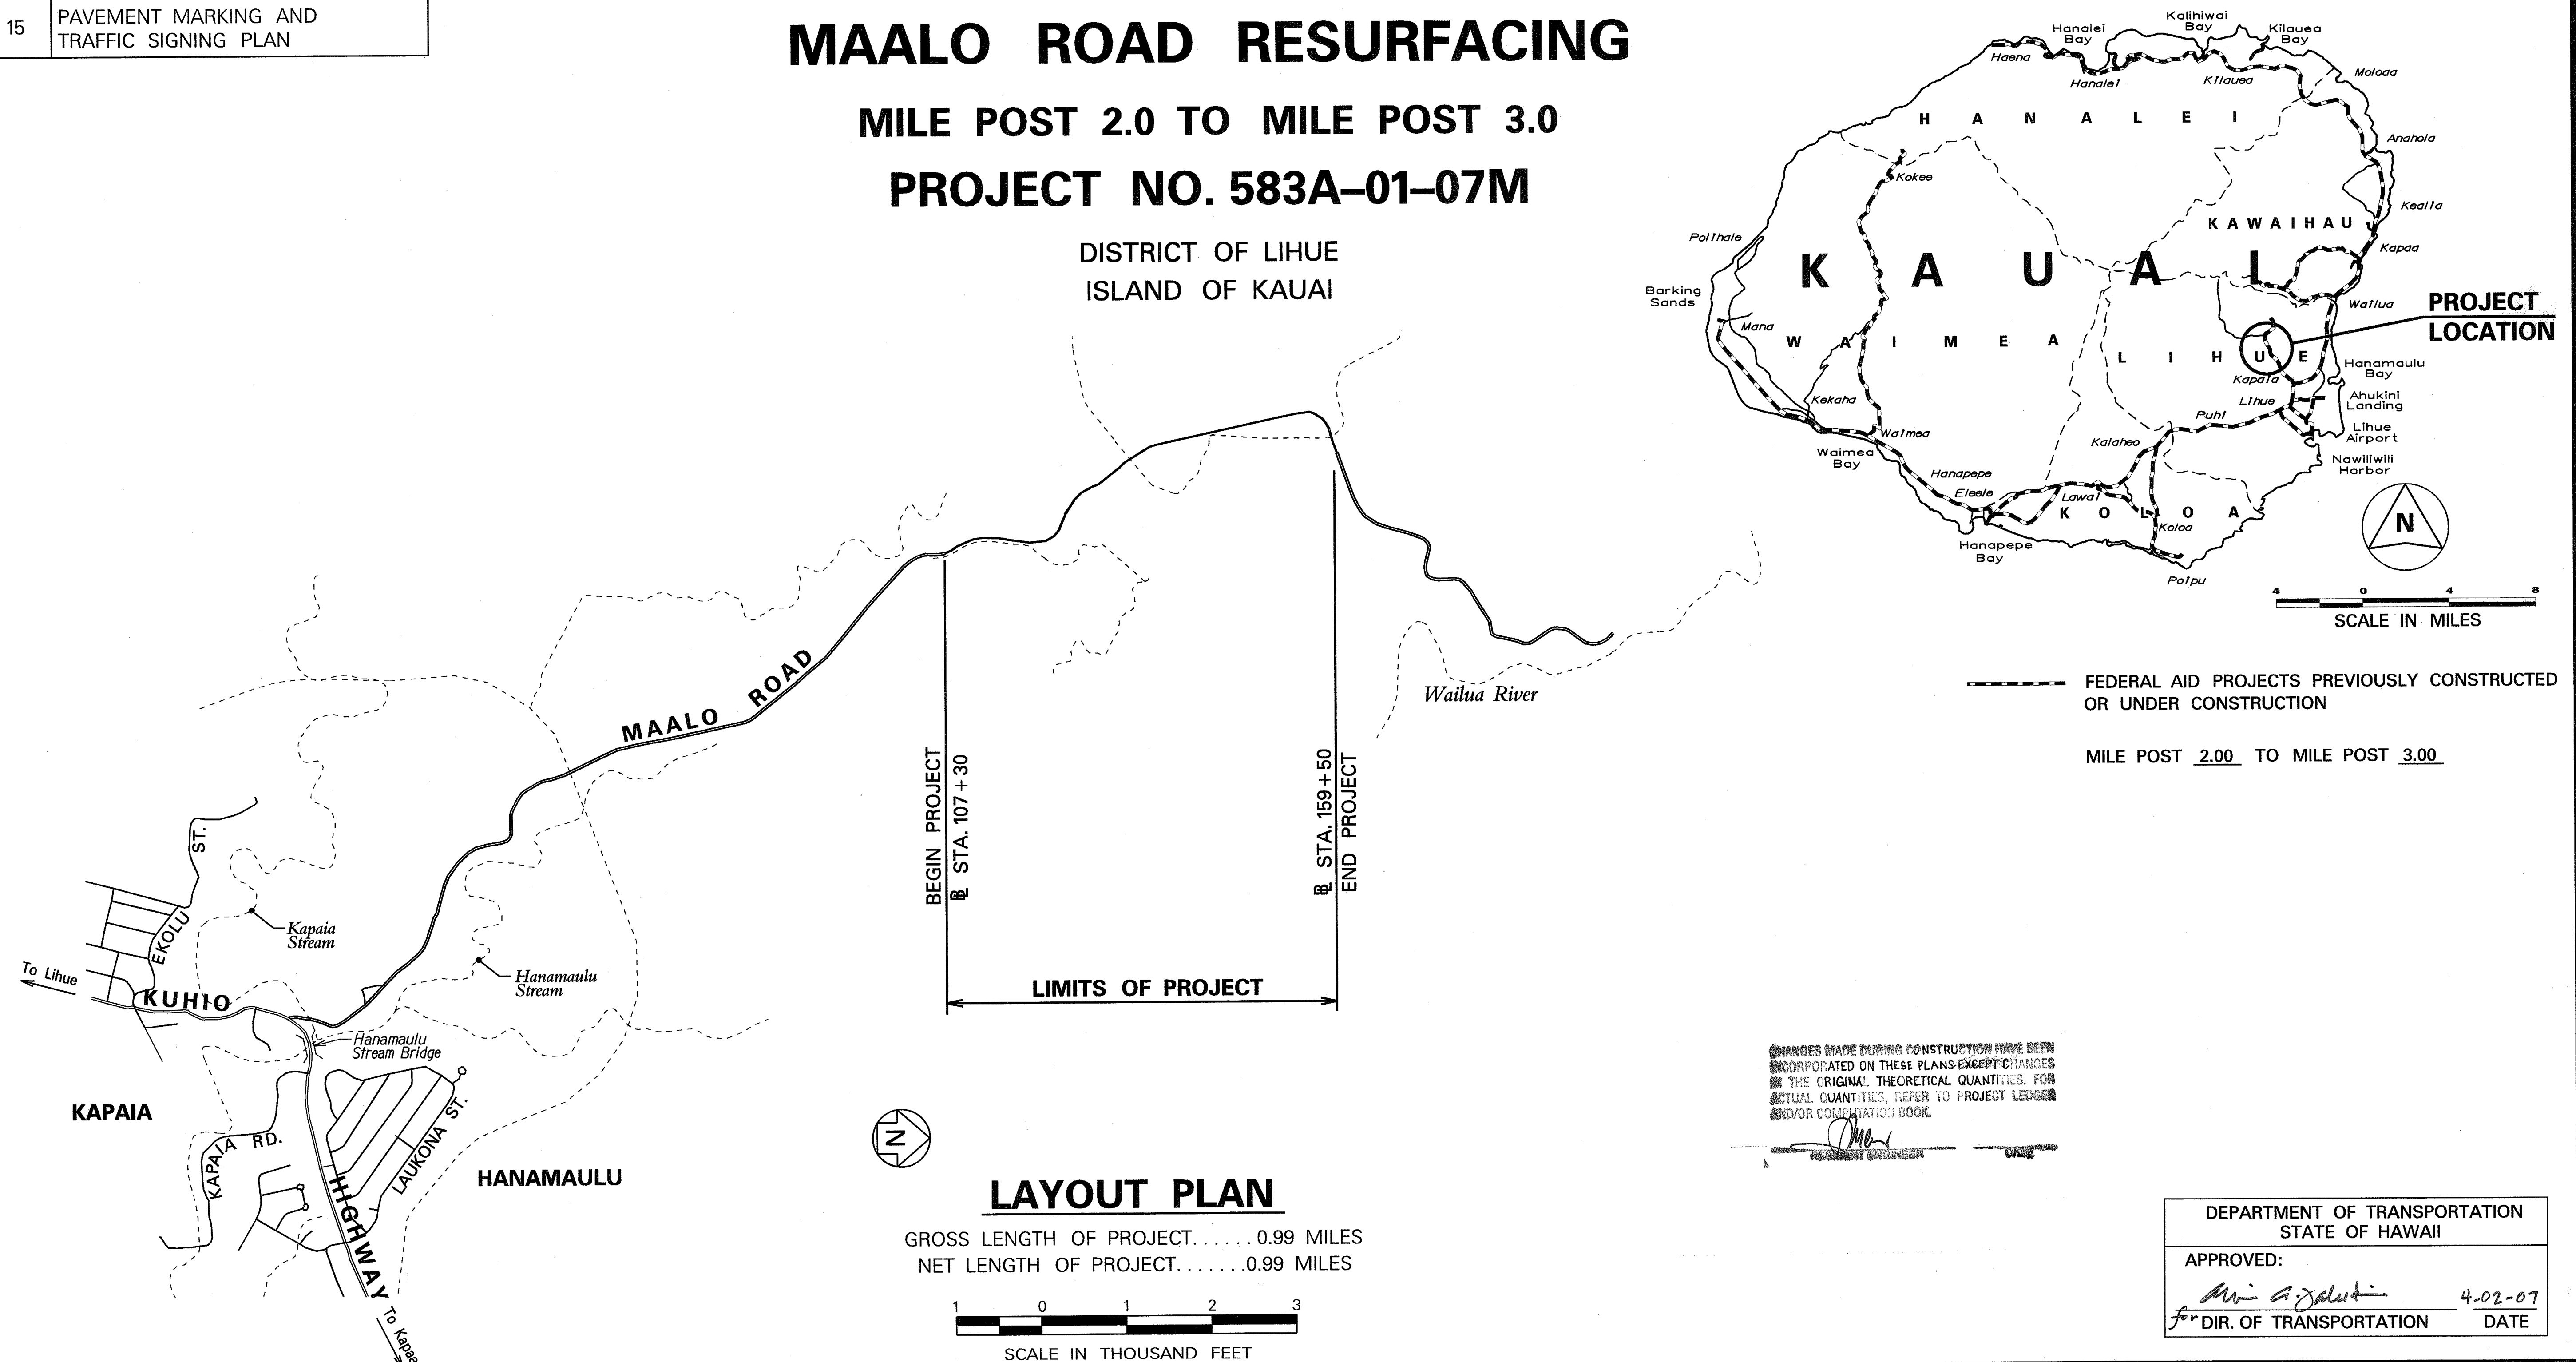 15
PAVEMENT MARKING AND
TRAFFIC SIGNING PLAN
MAALO ROAD RESURFACING
MILE POST 2.0 TO MILE POST 3.0
PROJECT NO. 583A–01–07M
DISTRICT OF LIHUE
ISLAND OF KAUAI
Hanalei
Bay
Kalihiwai
Bay
Kilauea
Bay
Haena
Hanalei
Kilauea
Moloaa
HANALEI
Anahola
Kokee
Kealia
KAWAIHAU
Polihale
Kapaa
KAUAI
Barking
Sands
Wailua
PROJECT
LOCATION
Mana
WAIMEA
LIHUE
Hanamaulu
Bay
Kapaia
Kekaha
Lihue
Ahukini
Landing
Puhi
Waimea
Kalaheo
Lihue
Airport
Waimea
Bay
Nawiliwili
Harbor
Hanapepe
Eleele
Lawai
KOLOA
Koloa
N
Hanapepe
Bay
Poipu
4 0 4 8
SCALE IN MILES
FEDERAL AID PROJECTS PREVIOUSLY CONSTRUCTED
OR UNDER CONSTRUCTION
MILE POST 2.00 TO MILE POST 3.00
Wailua River
MAALO ROAD
BEGIN PROJECT
BL STA. 107+30
BL STA. 159+50
END PROJECT
LIMITS OF PROJECT
EKOLU ST.
Kapaia
Stream
Hanamaulu
Stream
To Lihue
KUHIO
Hanamaulu
Stream Bridge
KAPAIA
KAPAIA RD.
LAUKONA ST.
HANAMAULU
HIGHWAY
To Kapaa
N
LAYOUT PLAN
GROSS LENGTH OF PROJECT......0.99 MILES
NET LENGTH OF PROJECT.......0.99 MILES
1 0 1 2 3
SCALE IN THOUSAND FEET
CHANGES MADE DURING CONSTRUCTION HAVE BEEN
INCORPORATED ON THESE PLANS EXCEPT CHANGES
IN THE ORIGINAL THEORETICAL QUANTITIES. FOR
ACTUAL QUANTITIES, REFER TO PROJECT LEDGER
AND/OR COMPUTATION BOOK.
RESIDENT ENGINEER DATE
DEPARTMENT OF TRANSPORTATION
STATE OF HAWAII
APPROVED:
4-02-07
for DIR. OF TRANSPORTATION DATE